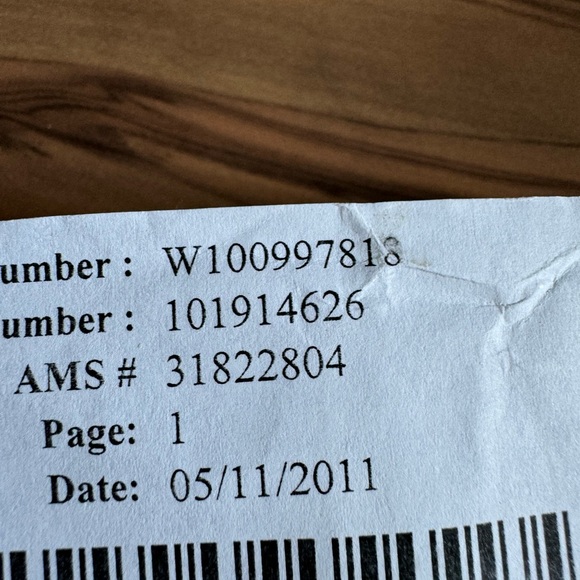 umber : W100997818
umber : 101914626
AMS # 31822804
Page: 1
Date: 05/11/2011